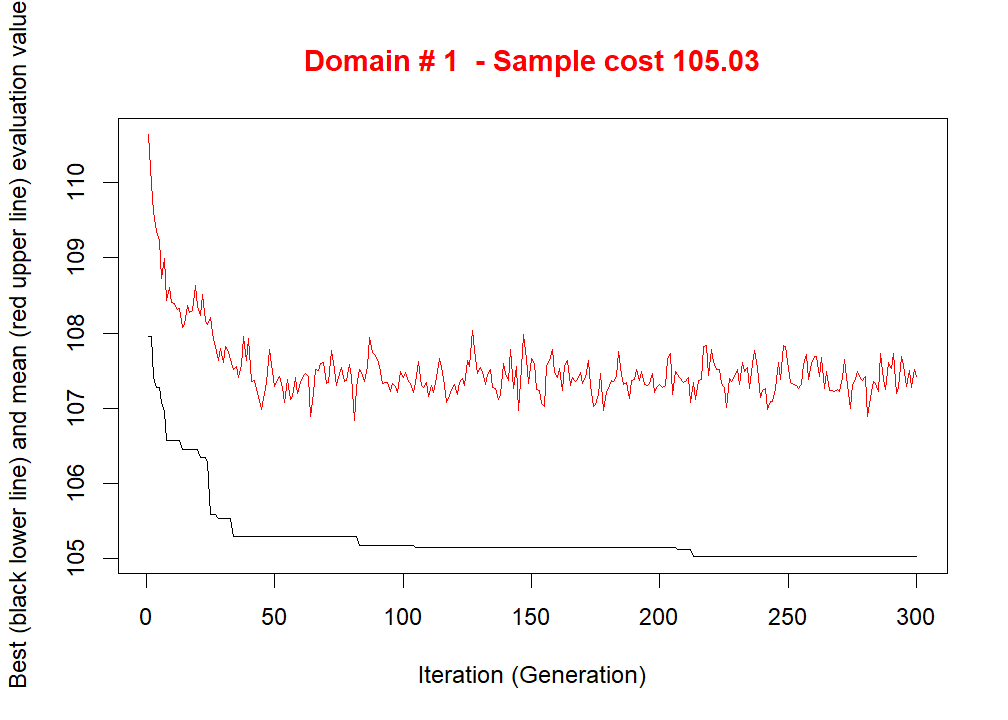 Domain # 1  - Sample cost 105.03
Best (black lower line) and mean (red upper line) evaluation value
110
109
108
107
106
105
0 50 100 150 200 250 300
Iteration (Generation)